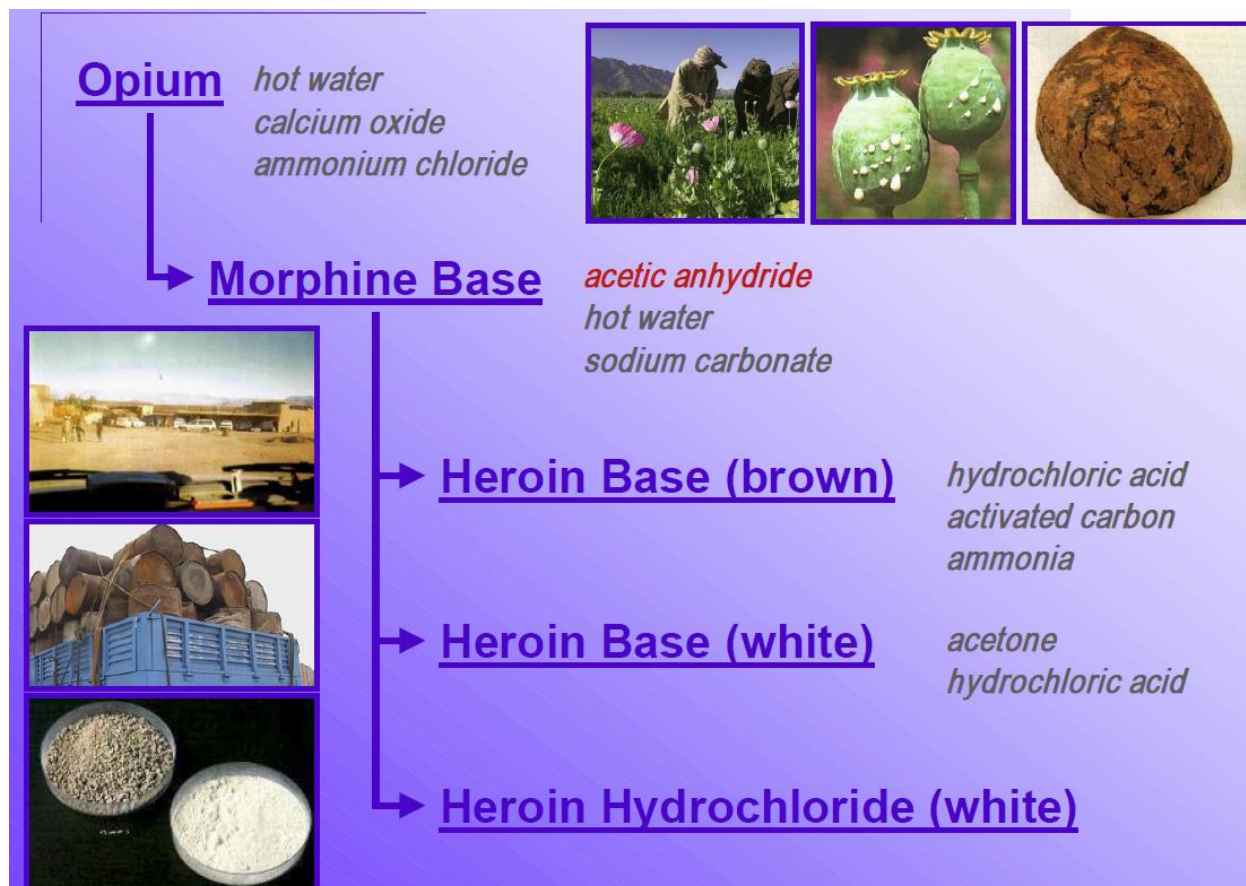 Opium
hot water
calcium oxide
ammonium chloride
Morphine Base
acetic anhydride
hot water
sodium carbonate
Heroin Base (brown)
hydrochloric acid
activated carbon
ammonia
Heroin Base (white)
acetone
hydrochloric acid
Heroin Hydrochloride (white)